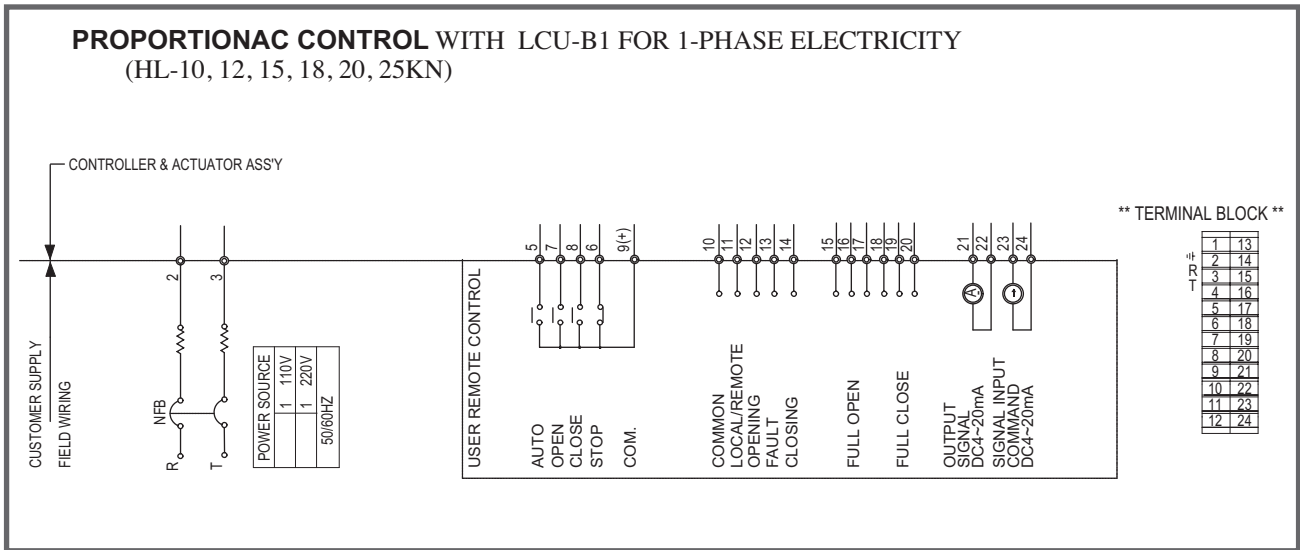 PROPORTIONAC CONTROL WITH LCU-B1 FOR 1-PHASE ELECTRICITY
(HL-10, 12, 15, 18, 20, 25KN)
CONTROLLER & ACTUATOR ASS'Y
CUSTOMER SUPPLY
FIELD WIRING
2
3
NFB
R
T
POWER SOURCE
1 110V
1 220V
50/60HZ
USER REMOTE CONTROL
5
7
8
6
9(+)
AUTO
OPEN
CLOSE
STOP
COM.
10
11
12
13
14
COMMON
LOCAL/REMOTE
OPENING
FAULT
CLOSING
15
16
17
18
19
20
FULL OPEN
FULL CLOSE
21
22
23
24
A
OUTPUT
SIGNAL
DC4~20mA
SIGNAL INPUT
COMMAND
DC4~20mA
** TERMINAL BLOCK **
R
T
1 13
2 14
3 15
4 16
5 17
6 18
7 19
8 20
9 21
10 22
11 23
12 24